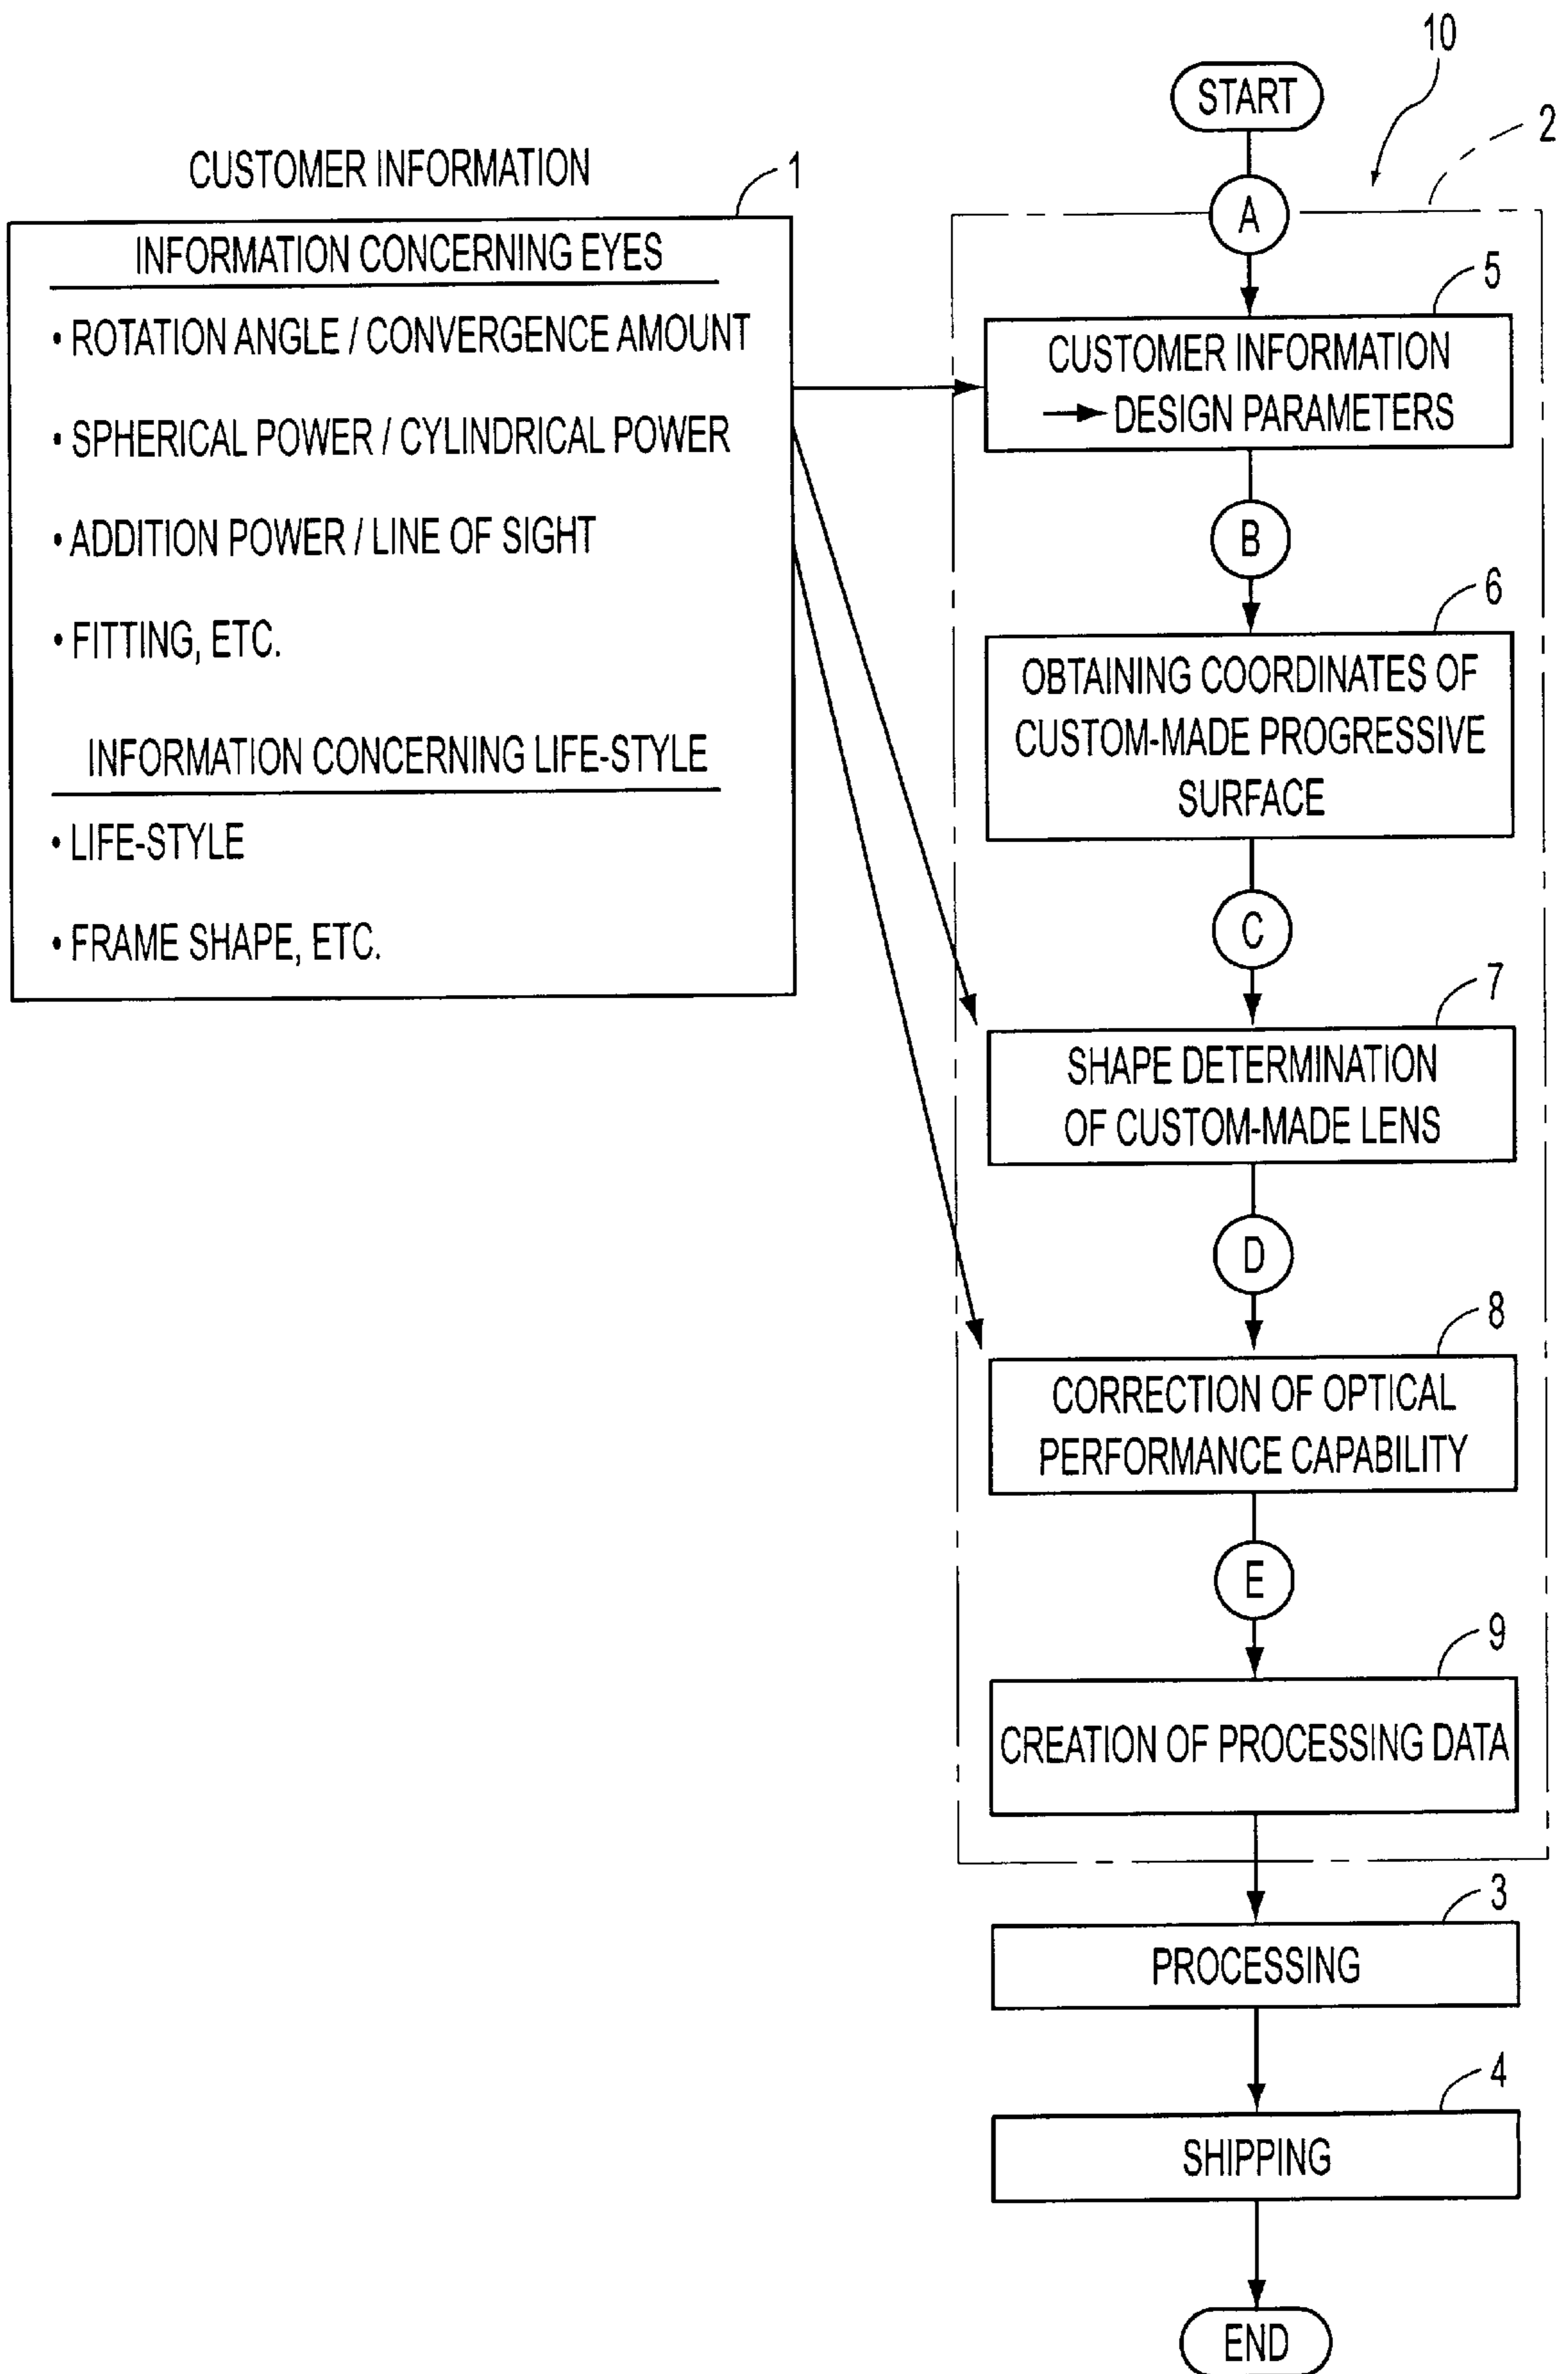 CUSTOMER INFORMATION
1
INFORMATION CONCERNING EYES
• ROTATION ANGLE / CONVERGENCE AMOUNT
• SPHERICAL POWER / CYLINDRICAL POWER
• ADDITION POWER / LINE OF SIGHT
• FITTING, ETC.
INFORMATION CONCERNING LIFE-STYLE
• LIFE-STYLE
• FRAME SHAPE, ETC.
10
START
2
A
5
CUSTOMER INFORMATION
→ DESIGN PARAMETERS
B
6
OBTAINING COORDINATES OF
CUSTOM-MADE PROGRESSIVE
SURFACE
C
7
SHAPE DETERMINATION
OF CUSTOM-MADE LENS
D
8
CORRECTION OF OPTICAL
PERFORMANCE CAPABILITY
E
9
CREATION OF PROCESSING DATA
3
PROCESSING
4
SHIPPING
END